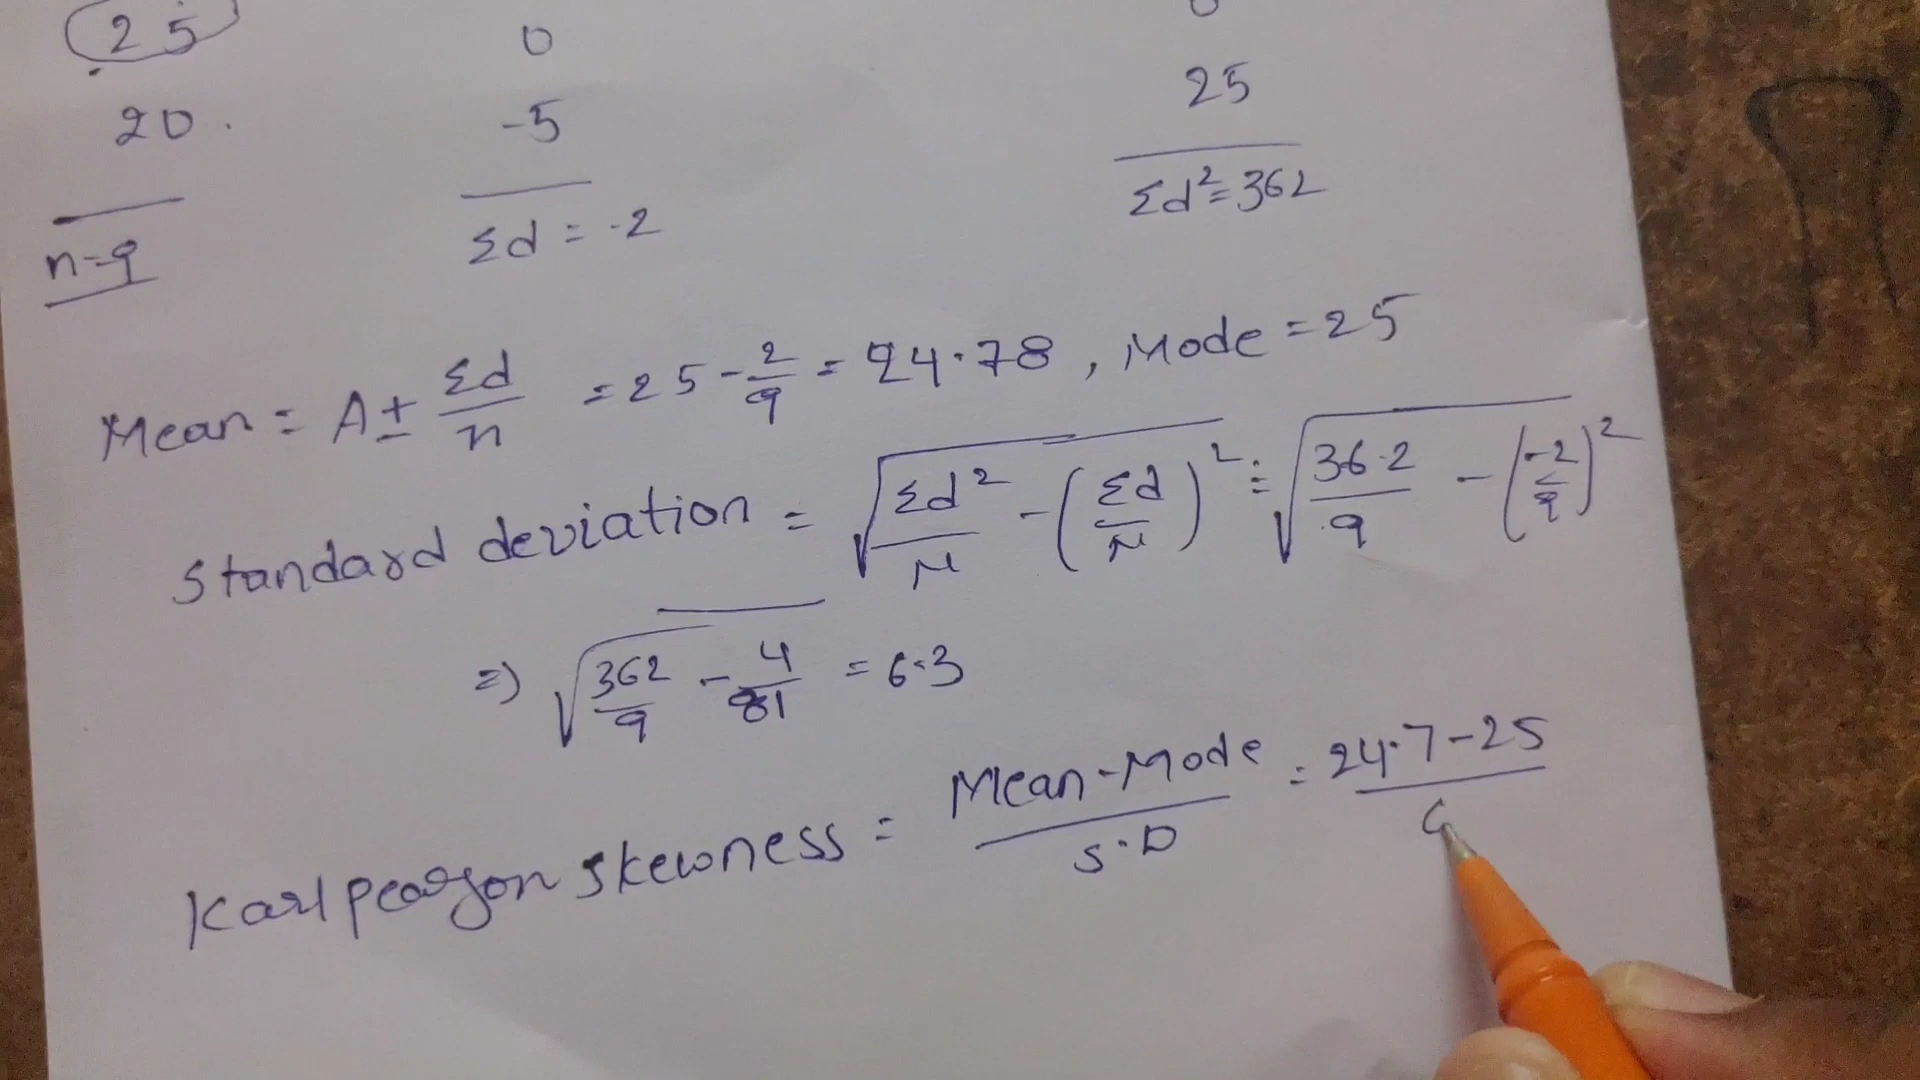 25 0 0
20. -5 25
n=9 Σd = -2 Σd²=362
Mean = A ± Σd/n = 25 - 2/9 = 24.78, Mode = 25
Standard deviation = √(Σd²/N - (Σd/N)²) = √(36.2/9 - (-2/9)²)
=> √(362/9 - 4/81) = 6.3
Karl pearson skewness = Mean-Mode/S.D = 24.7-25/6